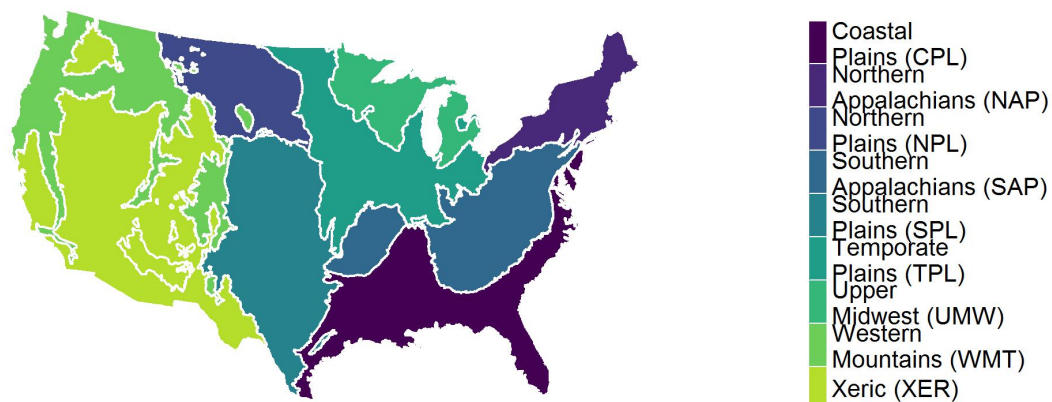 Coastal
Plains (CPL)
Northern
Appalachians (NAP)
Northern
Plains (NPL)
Southern
Appalachians (SAP)
Southern
Plains (SPL)
Temporate
Plains (TPL)
Upper
Midwest (UMW)
Western
Mountains (WMT)
Xeric (XER)